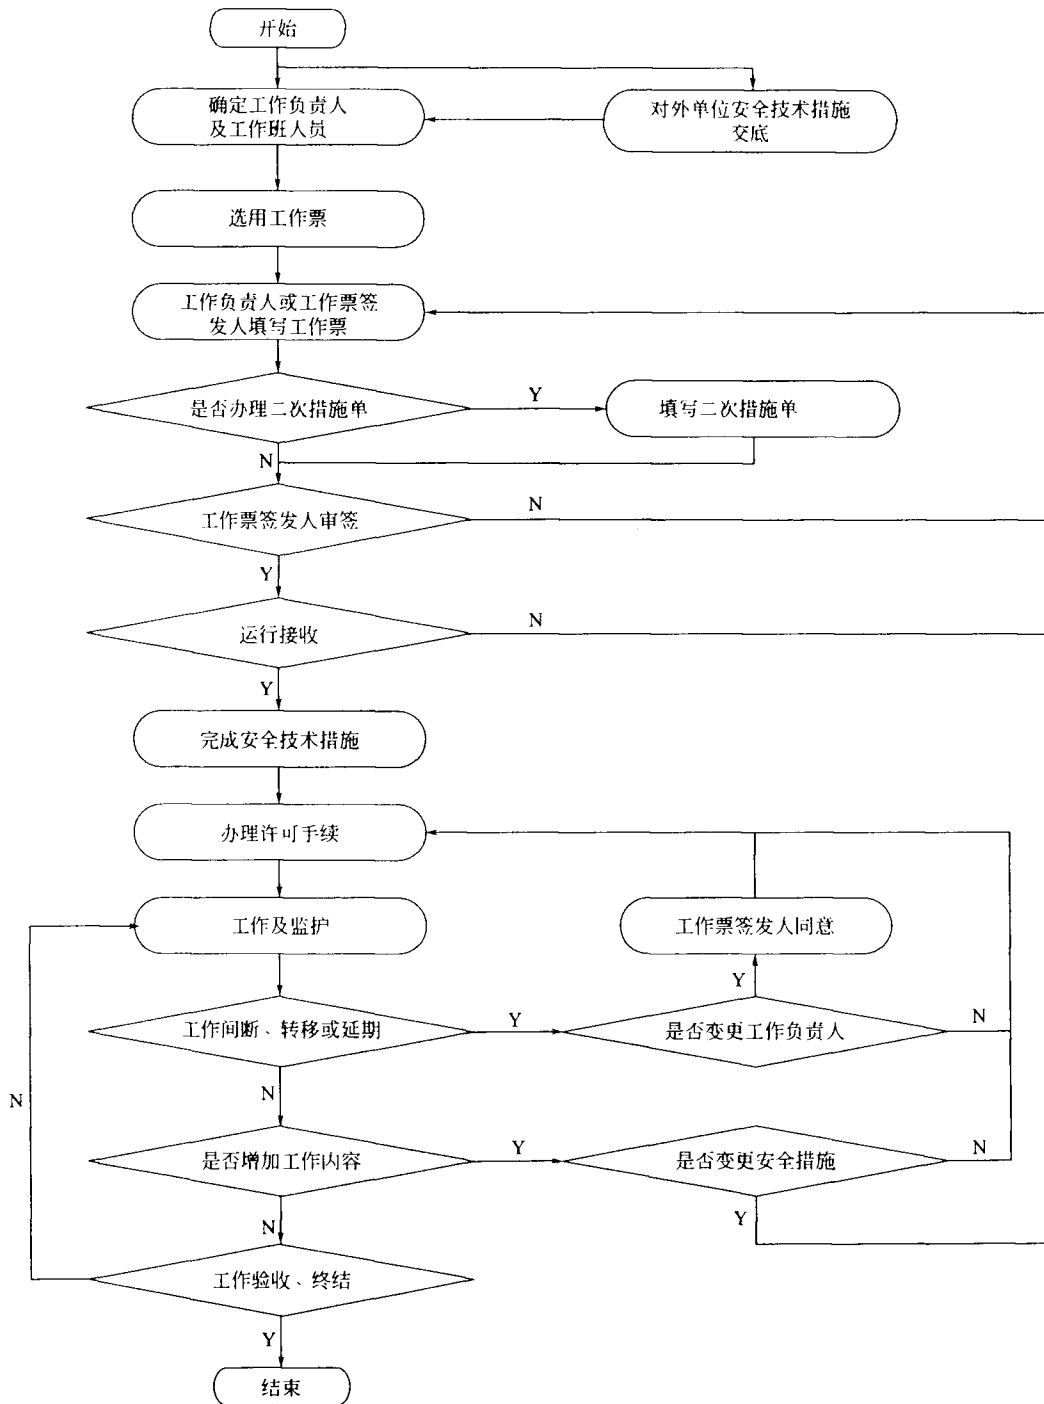 开始
确定工作负责人
及工作班人员
对外单位安全技术措施
交底
选用工作票
工作负责人或工作票签
发人填写工作票
是否办理二次措施单
Y
填写二次措施单
N
工作票签发人审签
N
Y
运行接收
N
Y
完成安全技术措施
办理许可手续
工作及监护
工作票签发人同意
Y
工作间断、转移或延期
Y
是否变更工作负责人
N
N
N
是否增加工作内容
Y
是否变更安全措施
N
Y
N
工作验收、终结
Y
结束